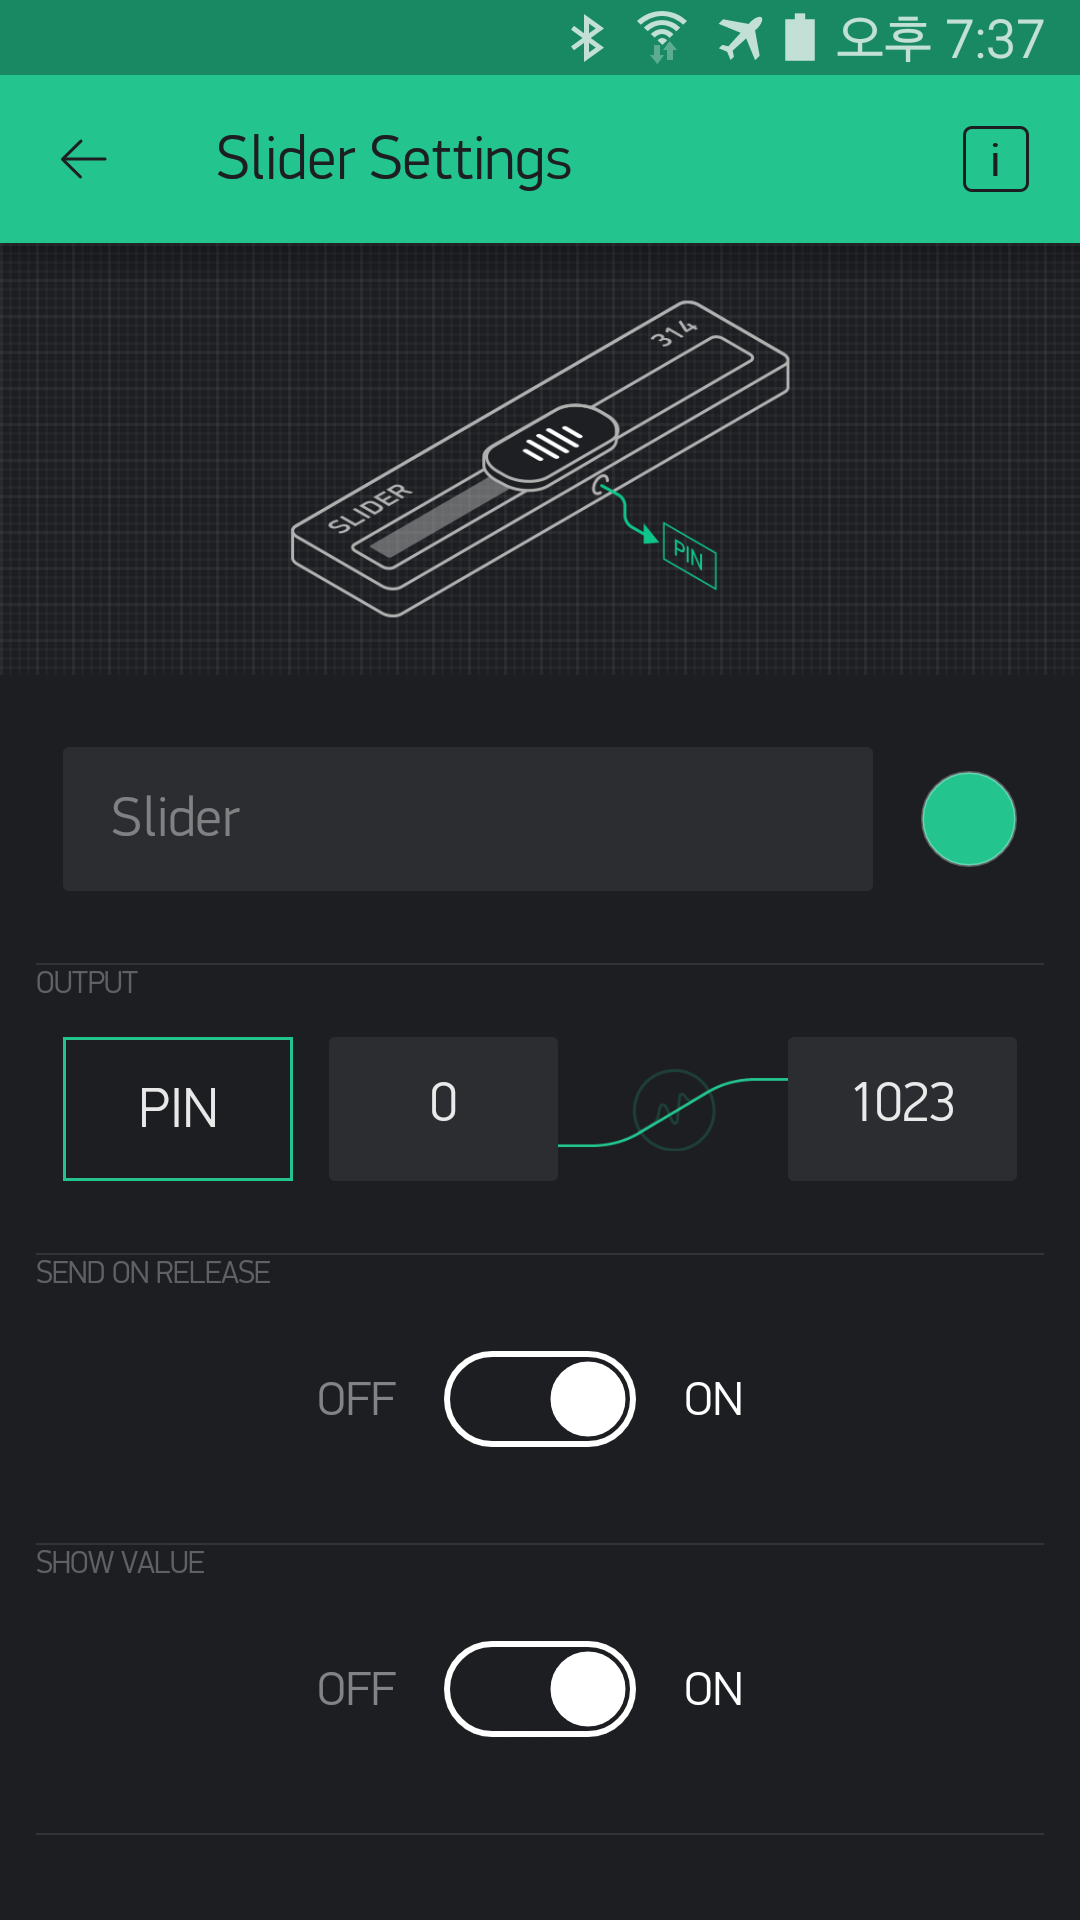 오후 7:37
Slider Settings
i
314
SLIDER
PIN
Slider
OUTPUT
PIN 0 1023
SEND ON RELEASE
OFF ON
SHOW VALUE
OFF ON